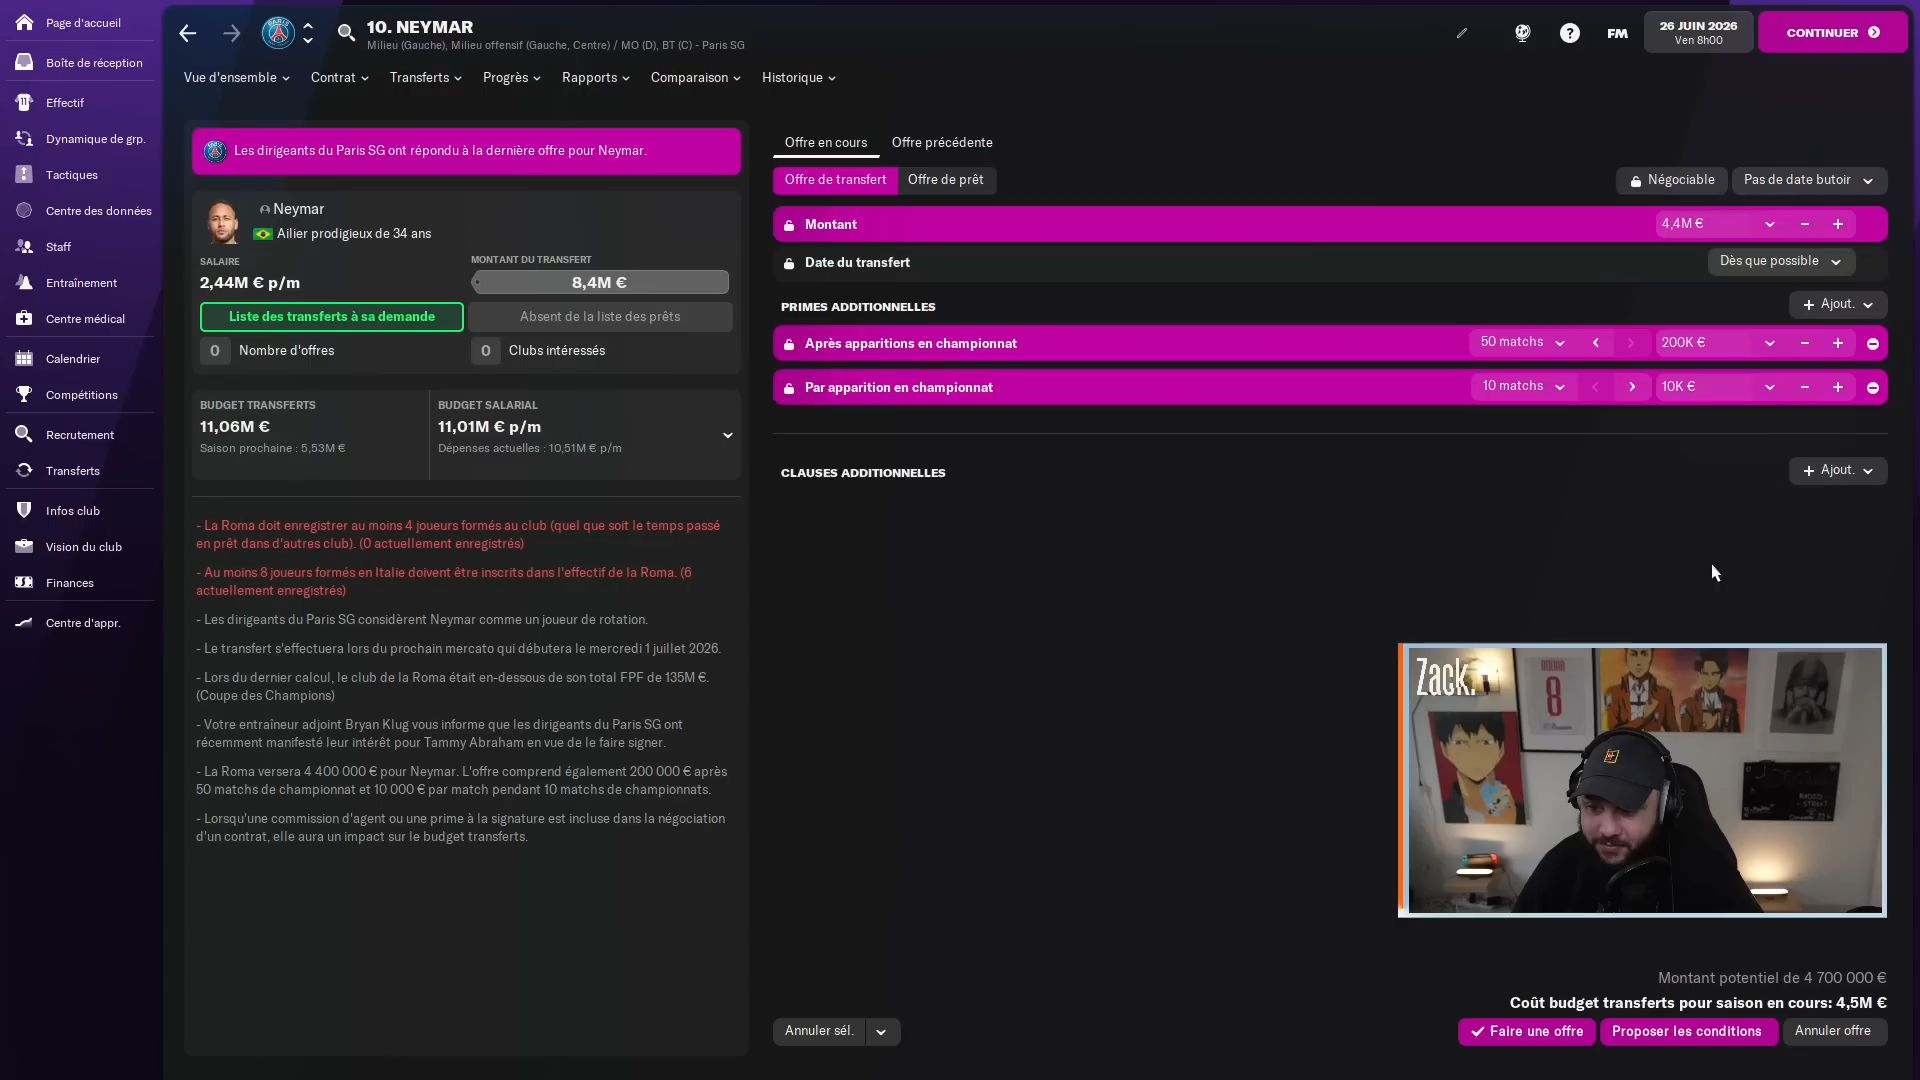 Page d'accueil
Boîte de réception
Effectif
Dynamique de grp.
Tactiques
Centre des données
Staff
Entraînement
Centre médical
Calendrier
Compétitions
Recrutement
Transferts
Infos club
Vision du club
Finances
Centre d'appr.
10. NEYMAR
Milieu (Gauche), Milieu offensif (Gauche, Centre) / MO (D), BT (C) - Paris SG
FM
26 JUIN 2026
Ven 8h00
CONTINUER
Vue d'ensemble
Contrat
Transferts
Progrès
Rapports
Comparaison
Historique
Les dirigeants du Paris SG ont répondu à la dernière offre pour Neymar.
Neymar
Ailier prodigieux de 34 ans
SALAIRE
2,44M € p/m
MONTANT DU TRANSFERT
8,4M €
Liste des transferts à sa demande
Absent de la liste des prêts
0 Nombre d'offres
0 Clubs intéressés
BUDGET TRANSFERTS
11,06M €
Saison prochaine : 5,53M €
BUDGET SALARIAL
11,01M € p/m
Dépenses actuelles : 10,51M € p/m
- La Roma doit enregistrer au moins 4 joueurs formés au club (quel que soit le temps passé
en prêt dans d'autres club). (0 actuellement enregistrés)
- Au moins 8 joueurs formés en Italie doivent être inscrits dans l'effectif de la Roma. (6
actuellement enregistrés)
- Les dirigeants du Paris SG considèrent Neymar comme un joueur de rotation.
- Le transfert s'effectuera lors du prochain mercato qui débutera le mercredi 1 juillet 2026.
- Lors du dernier calcul, le club de la Roma était en-dessous de son total FPF de 135M €.
(Coupe des Champions)
- Votre entraîneur adjoint Bryan Klug vous informe que les dirigeants du Paris SG ont
récemment manifesté leur intérêt pour Tammy Abraham en vue de le faire signer.
- La Roma versera 4 400 000 € pour Neymar. L'offre comprend également 200 000 € après
50 matchs de championnat et 10 000 € par match pendant 10 matchs de championnats.
- Lorsqu'une commission d'agent ou une prime à la signature est incluse dans la négociation
d'un contrat, elle aura un impact sur le budget transferts.
Offre en cours
Offre précédente
Offre de transfert
Offre de prêt
Négociable
Pas de date butoir
Montant
4,4M €
Date du transfert
Dès que possible
PRIMES ADDITIONNELLES
Ajout.
Après apparitions en championnat
50 matchs
200K €
Par apparition en championnat
10 matchs
10K €
CLAUSES ADDITIONNELLES
Ajout.
Zack.
8
Montant potentiel de 4 700 000 €
Coût budget transferts pour saison en cours: 4,5M €
Annuler sél.
Faire une offre
Proposer les conditions
Annuler offre